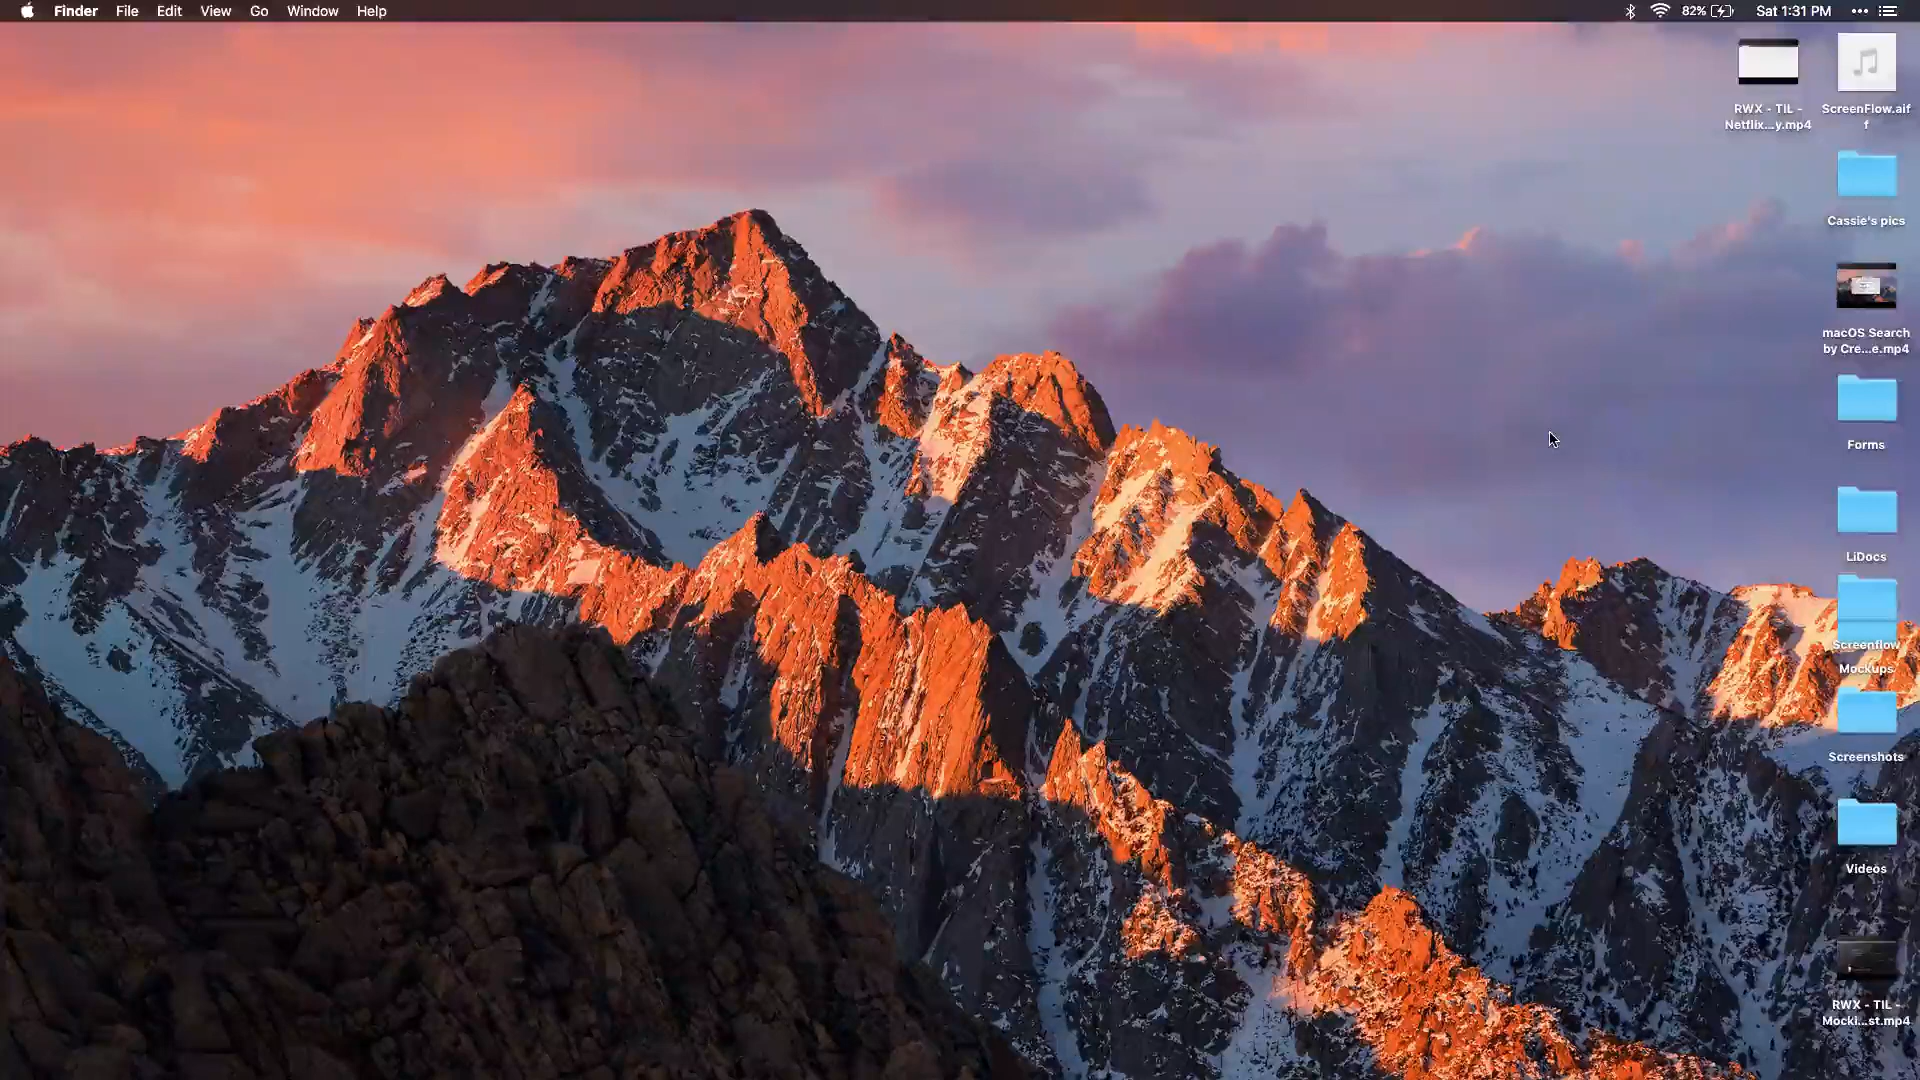 Finder File Edit View Go Window Help
82% Sat 1:31 PM
RWX - TIL -
Netflix...y.mp4
ScreenFlow.aif
f
Cassie's pics
macOS Search
by Cre...e.mp4
Forms
LiDocs
Screenflow
Mockups
Screenshots
Videos
RWX - TIL -
Mocki...st.mp4